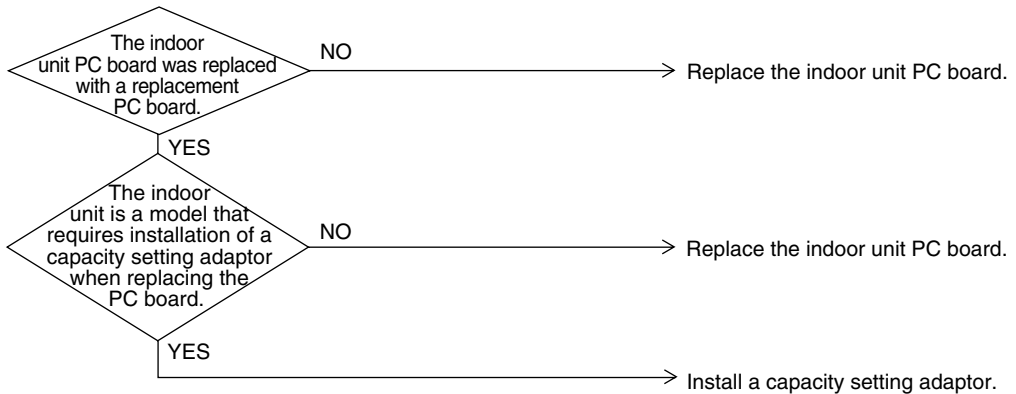 The indoor
unit PC board was replaced
with a replacement
PC board.
NO
Replace the indoor unit PC board.
YES
The indoor
unit is a model that
requires installation of a
capacity setting adaptor
when replacing the
PC board.
NO
Replace the indoor unit PC board.
YES
Install a capacity setting adaptor.